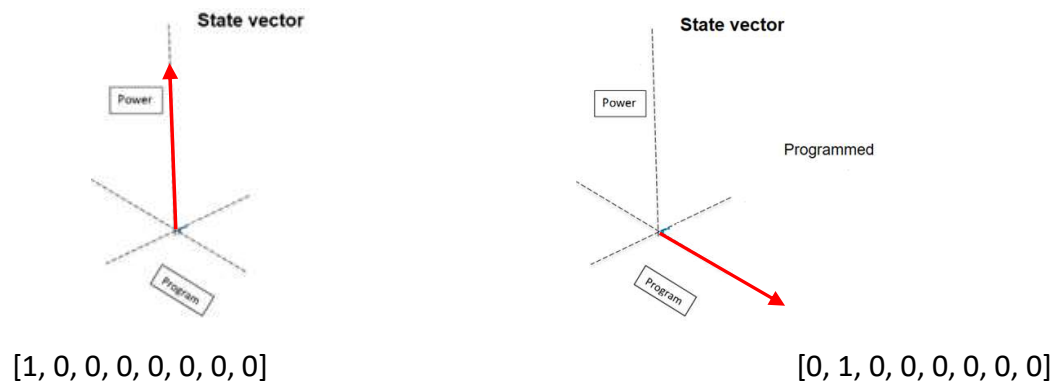 State vector
Power
Program
[1, 0, 0, 0, 0, 0, 0, 0]
State vector
Power
Programmed
Program
[0, 1, 0, 0, 0, 0, 0, 0]